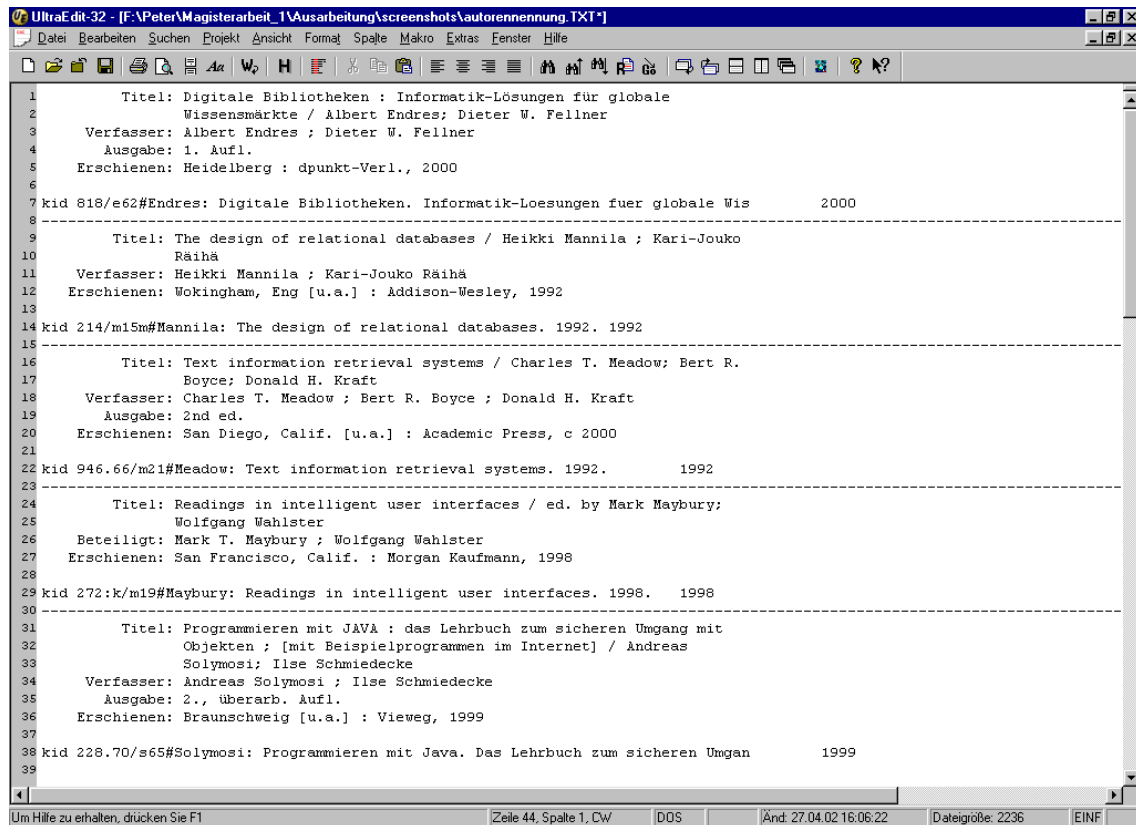 UltraEdit-32 - [F:\Peter\Magisterarbeit_1\Ausarbeitung\screenshots\autorennennung.TXT*]
Datei Bearbeiten Suchen Projekt Ansicht Format Spalte Makro Extras Fenster Hilfe
1 Titel: Digitale Bibliotheken : Informatik-Lösungen für globale
2 Wissensmärkte / Albert Endres; Dieter W. Fellner
3 Verfasser: Albert Endres ; Dieter W. Fellner
4 Ausgabe: 1. Aufl.
5 Erschienen: Heidelberg : dpunkt-Verl., 2000
6
7 kid 818/e62#Endres: Digitale Bibliotheken. Informatik-Loesungen fuer globale Wis 2000
8 ----------------------------------------------------------------
9 Titel: The design of relational databases / Heikki Mannila ; Kari-Jouko
10 Räihä
11 Verfasser: Heikki Mannila ; Kari-Jouko Räihä
12 Erschienen: Wokingham, Eng [u.a.] : Addison-Wesley, 1992
13
14 kid 214/m15m#Mannila: The design of relational databases. 1992. 1992
15 ----------------------------------------------------------------
16 Titel: Text information retrieval systems / Charles T. Meadow; Bert R.
17 Boyce; Donald H. Kraft
18 Verfasser: Charles T. Meadow ; Bert R. Boyce ; Donald H. Kraft
19 Ausgabe: 2nd ed.
20 Erschienen: San Diego, Calif. [u.a.] : Academic Press, c 2000
21
22 kid 946.66/m21#Meadow: Text information retrieval systems. 1992. 1992
23 ----------------------------------------------------------------
24 Titel: Readings in intelligent user interfaces / ed. by Mark Maybury;
25 Wolfgang Wahlster
26 Beteiligt: Mark T. Maybury ; Wolfgang Wahlster
27 Erschienen: San Francisco, Calif. : Morgan Kaufmann, 1998
28
29 kid 272:k/m19#Maybury: Readings in intelligent user interfaces. 1998. 1998
30 ----------------------------------------------------------------
31 Titel: Programmieren mit JAVA : das Lehrbuch zum sicheren Umgang mit
32 Objekten ; [mit Beispielprogrammen im Internet] / Andreas
33 Solymosi; Ilse Schmiedecke
34 Verfasser: Andreas Solymosi ; Ilse Schmiedecke
35 Ausgabe: 2., überarb. Aufl.
36 Erschienen: Braunschweig [u.a.] : Vieweg, 1999
37
38 kid 228.70/s65#Solymosi: Programmieren mit Java. Das Lehrbuch zum sicheren Umgan 1999
39
Um Hilfe zu erhalten, drücken Sie F1 Zeile 44, Spalte 1, CW DOS Änd: 27.04.02 16:06:22 Dateigröße: 2236 EINF